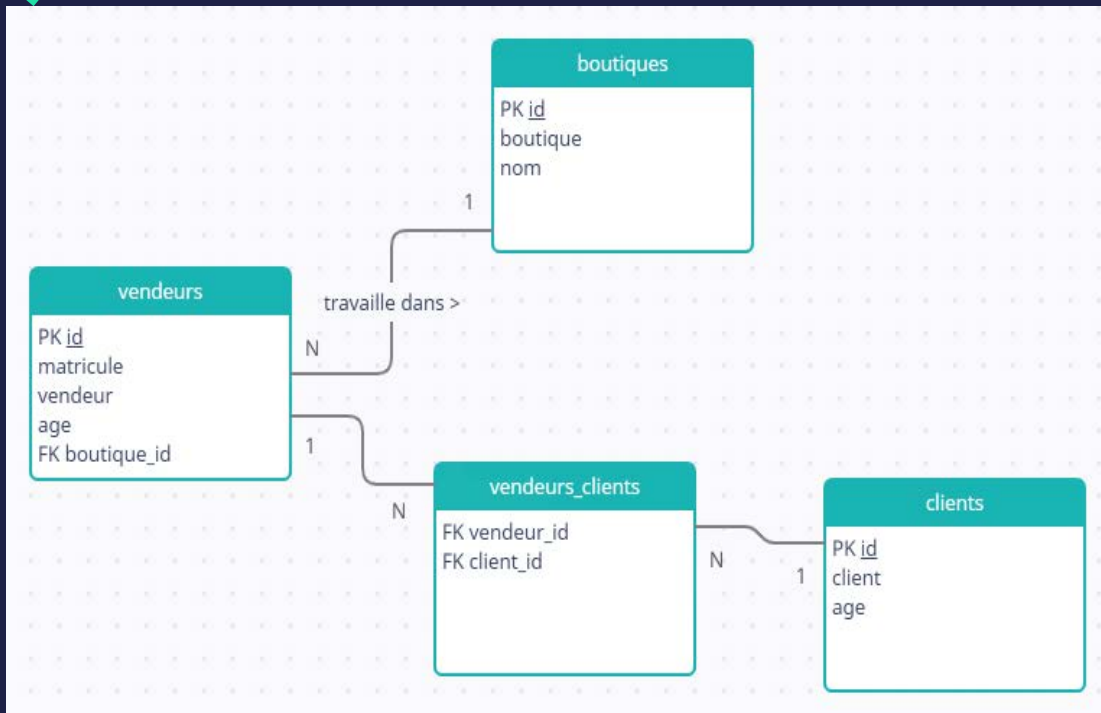 boutiques
PK id
boutique
nom
1
travaille dans >
N
vendeurs
PK id
matricule
vendeur
age
FK boutique_id
1
N
vendeurs_clients
FK vendeur_id
FK client_id
N
1
clients
PK id
client
age